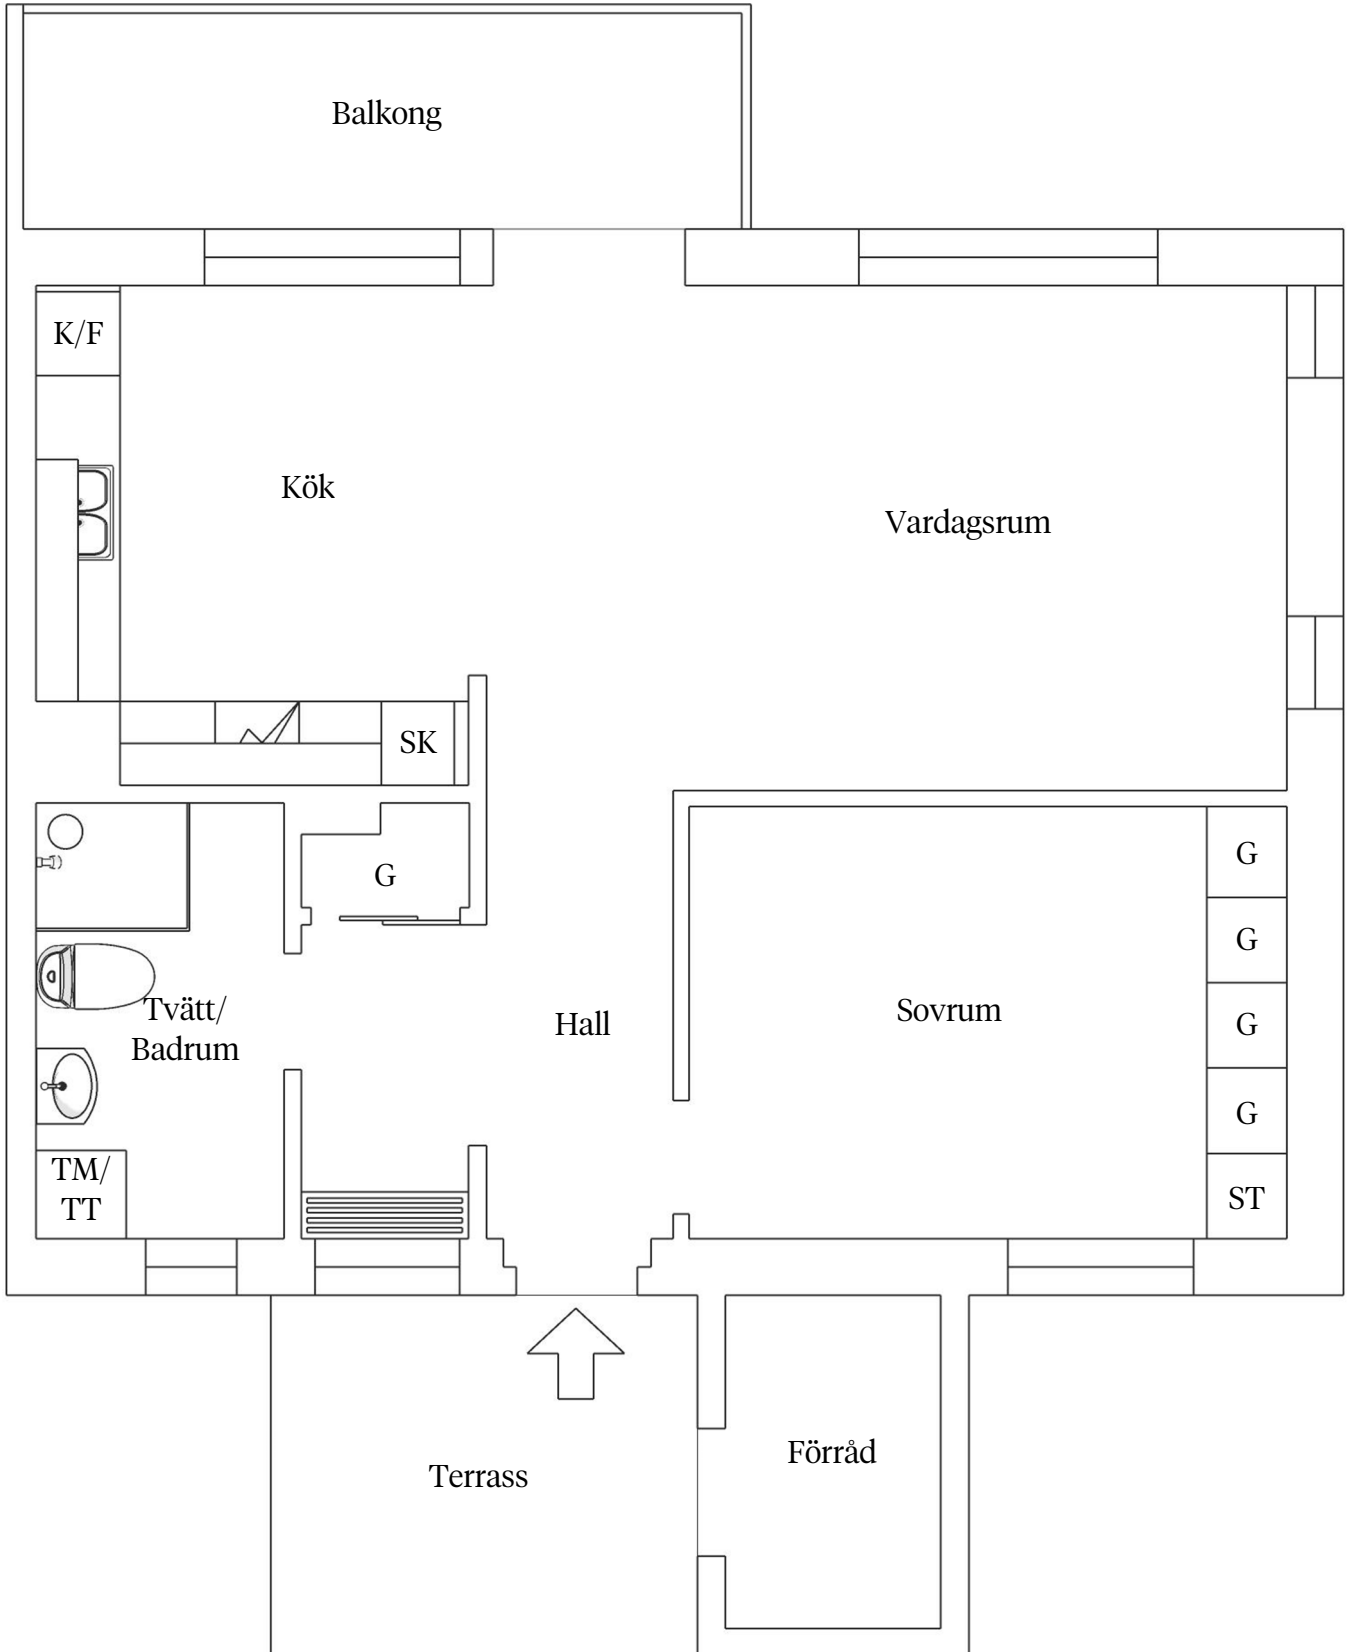 Balkong
K/F
Kök
Vardagsrum
SK
G
G
G
Tvätt/
Badrum
Hall
Sovrum
G
G
TM/
TT
ST
Terrass
Förråd